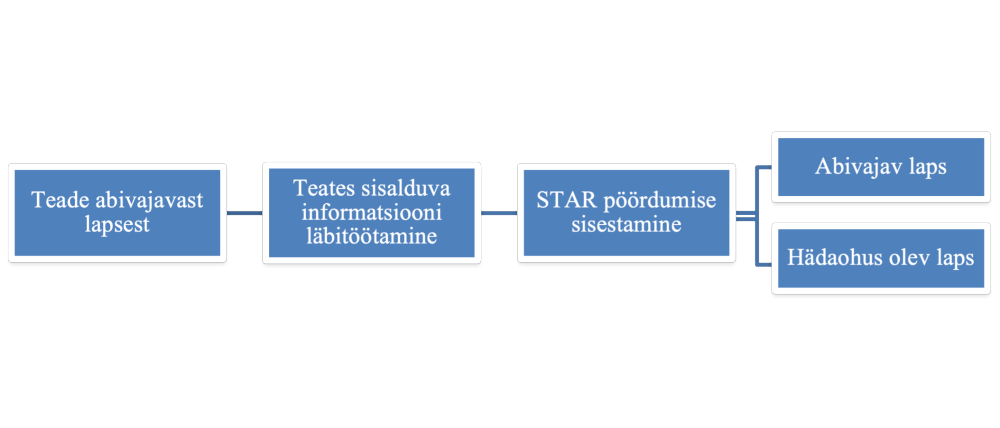 Teade abivajavast
lapsest
Teates sisalduva
informatsiooni
läbitöötamine
STAR pöördumise
sisestamine
Abivajav laps
Hädaohus olev laps